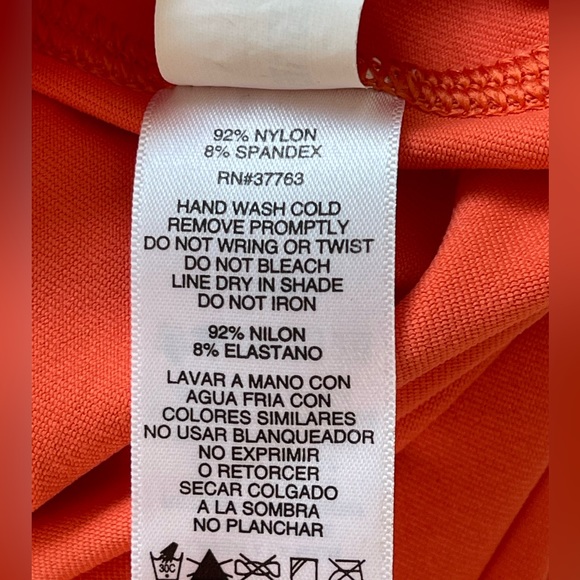 92% NYLON
8% SPANDEX
RN#37763
HAND WASH COLD
REMOVE PROMPTLY
DO NOT WRING OR TWIST
DO NOT BLEACH
LINE DRY IN SHADE
DO NOT IRON
92% NILON
8% ELASTANO
LAVAR A MANO CON
AGUA FRIA CON
COLORES SIMILARES
NO USAR BLANQUEADOR
NO EXPRIMIR
O RETORCER
SECAR COLGADO
A LA SOMBRA
NO PLANCHAR
30C